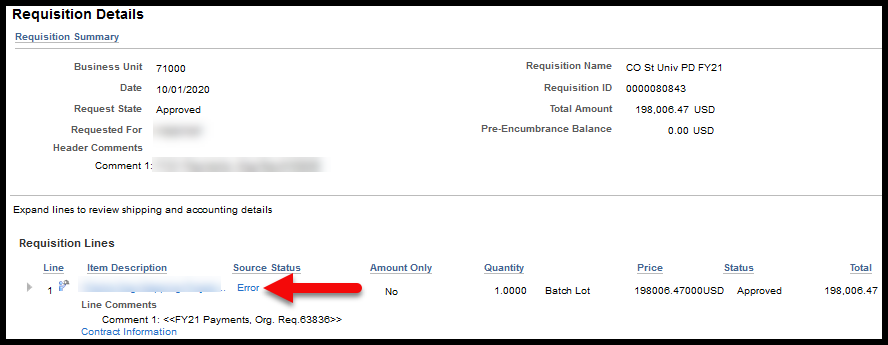 Requisition Details
Requisition Summary
Business Unit 71000
Requisition Name CO St Univ PD FY21
Date 10/01/2020
Requisition ID 0000080843
Request State Approved
Total Amount 198,006.47 USD
Requested For
Pre-Encumbrance Balance 0.00 USD
Header Comments
Comment 1:
Expand lines to review shipping and accounting details
Requisition Lines
Line Item Description Source Status Amount Only Quantity Price Status Total
1 Error No 1.0000 Batch Lot 198006.47000USD Approved 198,006.47
Line Comments
Comment 1: <<FY21 Payments, Org. Req.63836>>
Contract Information